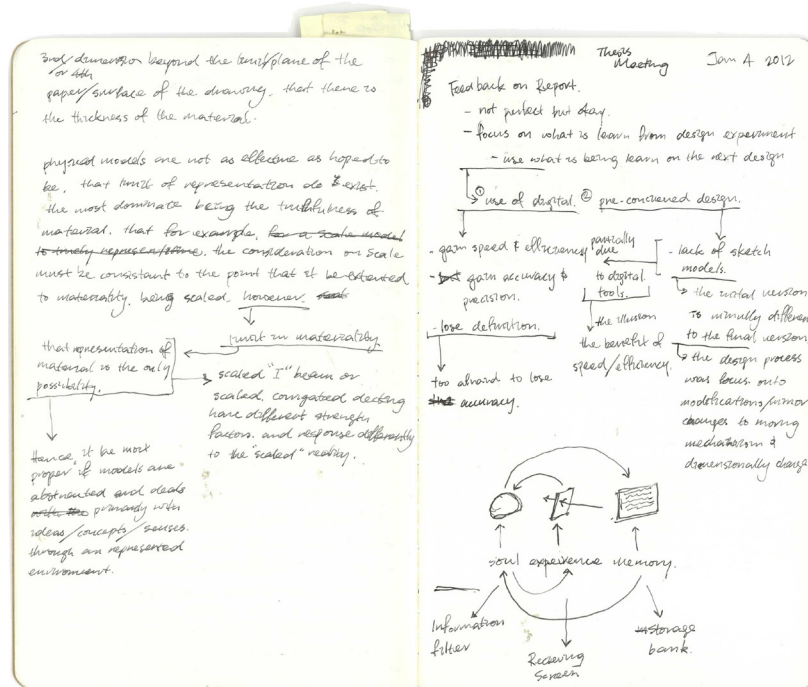 3rd/dimension beyond the limit/plane of the
or 4th
paper/surface of the drawing. that there is
the thickness of the material.
physical models are not as effective as hoped to
be. that limit of representation do exist.
the most dominate being the truthfulness of
material. that for example, for a scale model
to timely the consideration on scale
must be consistant to the point that it be extented
to materiality being scaled. however.
limit in materiality.
that representation of
material is the only
possibility.
scaled "I" beam or
scaled, corrigated decking
have different strength
factors. and response differently
to the "scaled" reality.
Hence, it be most
proper if models are
abstracted and deals
primarily with
ideas/concepts/senses.
through an represented
environment.
Thesis
Meeting
Jan 4 2012
Feedback on Report.
- not perfect but okay.
- focus on what is learn from design experiment
- use what is being learn on the next design
① use of digital. ② pre-concieved design.
- gain speed & efficiency
- gain accuracy &
precision.
- lose definition.
too afraid to lose
accuracy.
partially
due
to digital
tools.
the illusion
the benefit of
speed/efficiency.
- lack of sketch
models.
the initial version
is minully different
to the final version
the design process
was focus onto
modifications/minor
changes to moving
mechanism &
dimensionally change
soul experience memory.
Information
filter
Recieving
Screen
storage
bank.